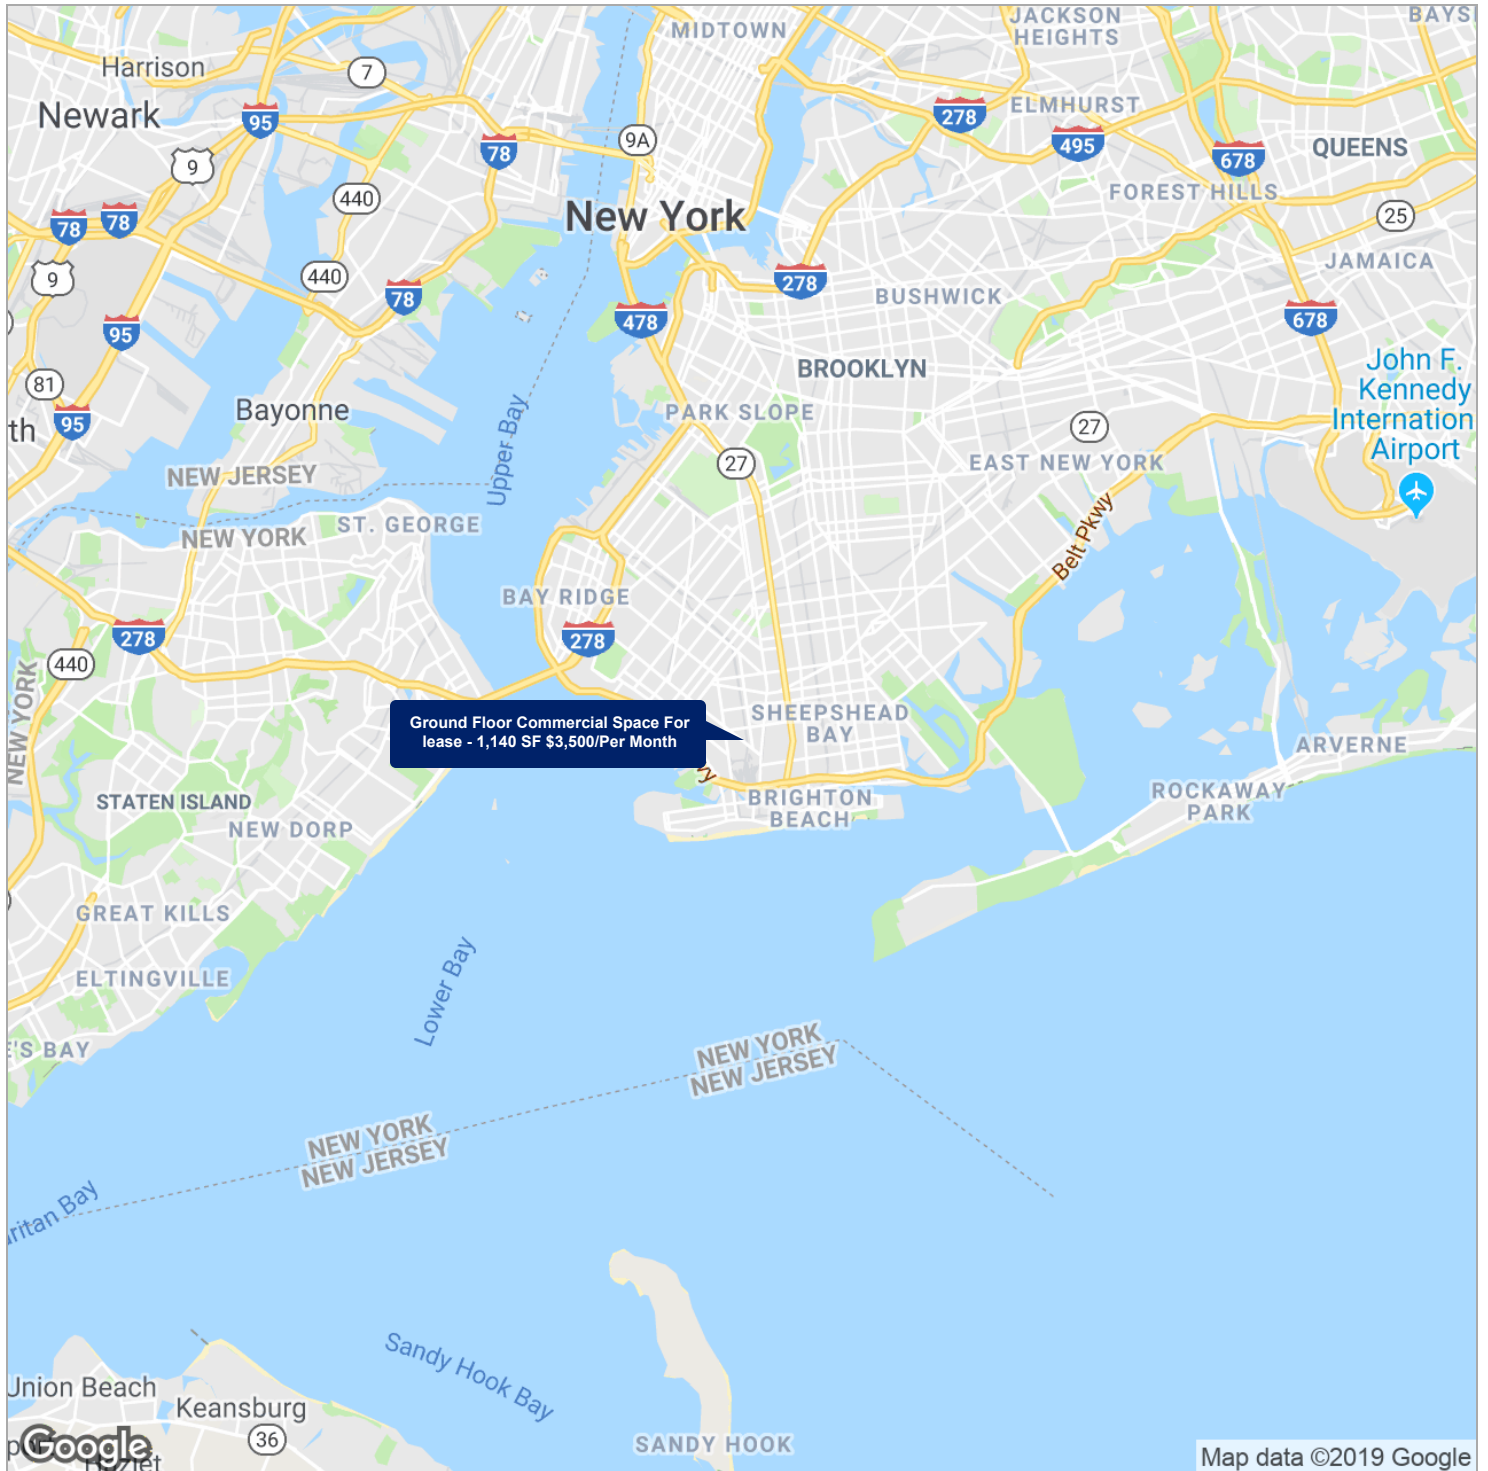 MIDTOWN
JACKSON
HEIGHTS
BAYS
Harrison
7
Newark
95
278
ELMHURST
9A
495
78
678
QUEENS
9
FOREST HILLS
440
New York
25
78
78
JAMAICA
9
440
278
78
BUSHWICK
478
678
95
BROOKLYN
John F.
Kennedy
Internation
Airport
81
Bayonne
PARK SLOPE
95
th
27
Upper Bay
27
EAST NEW YORK
NEW JERSEY
NEW YORK
ST. GEORGE
Belt Pkwy
BAY RIDGE
278
278
440
NEW YORK
Ground Floor Commercial Space For
lease - 1,140 SF $3,500/Per Month
SHEEPSHEAD
BAY
ARVERNE
wy
STATEN ISLAND
BRIGHTON
BEACH
ROCKAWAY
PARK
NEW DORP
GREAT KILLS
ELTINGVILLE
Lower Bay
E'S BAY
NEW YORK
NEW JERSEY
NEW YORK
NEW JERSEY
ritan Bay
Sandy Hook Bay
Union Beach
Keansburg
36
SANDY HOOK
Google
Map data ©2019 Google